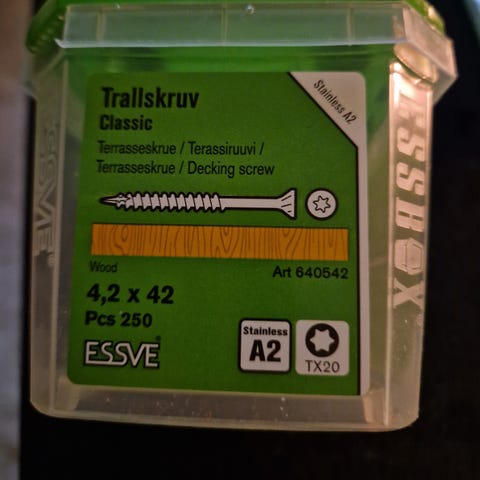 Trallskruv
Classic
Stainless A2
Terrasseskrue / Terassiruuvi /
Terrasseskrue / Decking screw
Wood
Art 640542
4,2 x 42
Pcs 250
ESSVE
Stainless
A2
TX20
ESSVE
ESSBOX